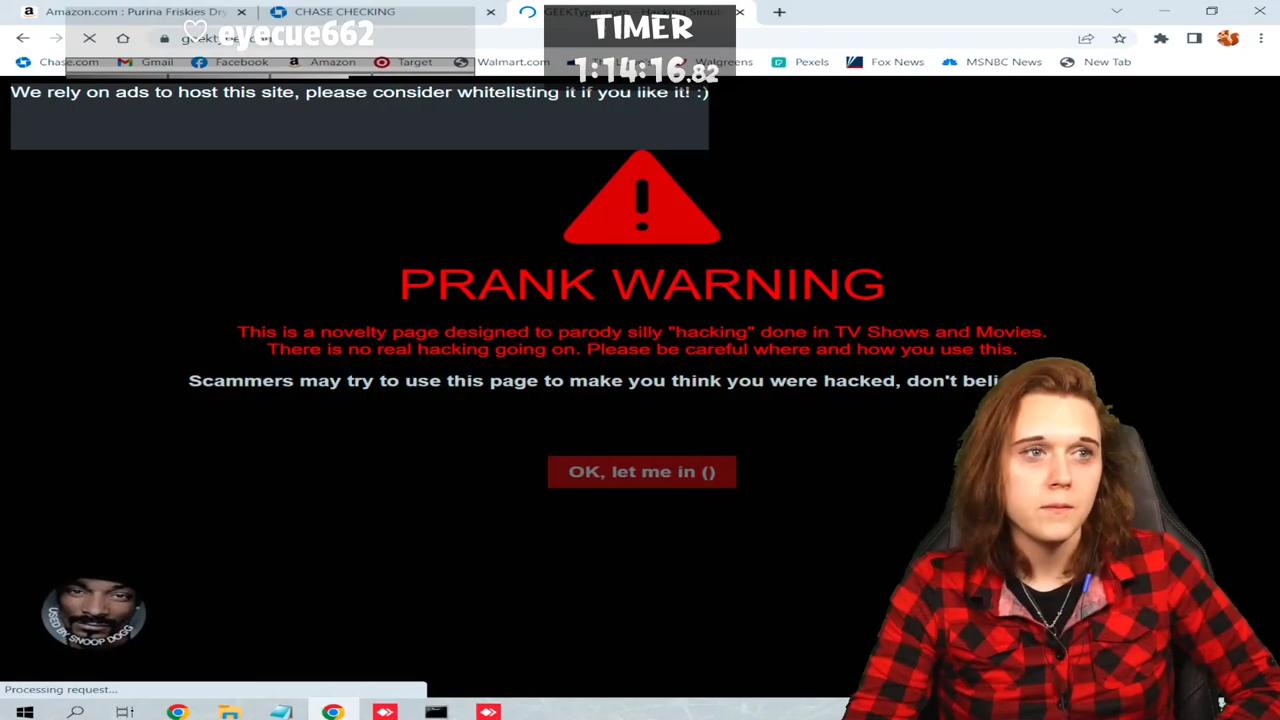 Amazon.com : Purina Friskies Dry
CHASE CHECKING
GEEKTyper.com - Hacking Simul
♡ eyecue662
TIMER
1:14:16.82
Chase.com
Gmail
Facebook
Amazon
Target
Walmart.com
Walgreens
Pexels
Fox News
MSNBC News
New Tab
We rely on ads to host this site, please consider whitelisting it if you like it! :)
PRANK WARNING
This is a novelty page designed to parody silly "hacking" done in TV Shows and Movies.
There is no real hacking going on. Please be careful where and how you use this.
Scammers may try to use this page to make you think you were hacked, don't beli
OK, let me in ()
USED BY SNOOP DOGG
Processing request...